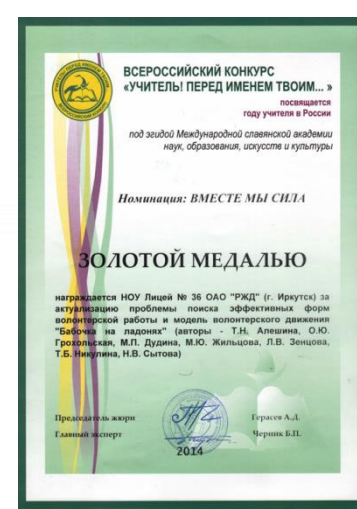 ВСЕРОССИЙСКИЙ КОНКУРС
«УЧИТЕЛЬ! ПЕРЕД ИМЕНЕМ ТВОИМ... »
посвящается
году учителя в России
под эгидой Международной славянской академии
наук, образования, искусств и культуры
Номинация: ВМЕСТЕ МЫ СИЛА
ЗОЛОТОЙ МЕДАЛЬЮ
награждается НОУ Лицей № 36 ОАО "РЖД" (г. Иркутск) за
актуализацию проблемы поиска эффективных форм
волонтерской работы и модель волонтерского движения
"Бабочка на ладонях" (авторы - Т.Н. Алешина, О.Ю.
Грохольская, М.П. Дудина, М.Ю. Жильцова, Л.В. Зенцова,
Т.Б. Никулина, Н.В. Сытова)
Председатель жюри
Герасев А.Д.
Главный эксперт
Черник Б.П.
2014